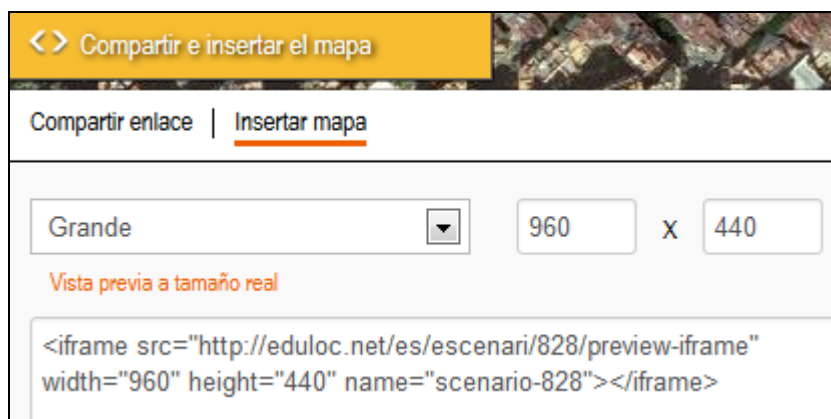 <> Compartir e insertar el mapa
Compartir enlace | Insertar mapa
Grande 960 x 440
Vista previa a tamaño real
<iframe src="http://eduloc.net/es/escenari/828/preview-iframe"
width="960" height="440" name="scenario-828"></iframe>